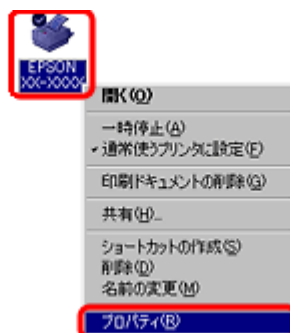 EPSON
XX-XXXX
開く(O)
一時停止(A)
通常使うプリンタに設定(F)
印刷ドキュメントの削除(G)
共有(H)...
ショートカットの作成(S)
削除(D)
名前の変更(M)
プロパティ(R)